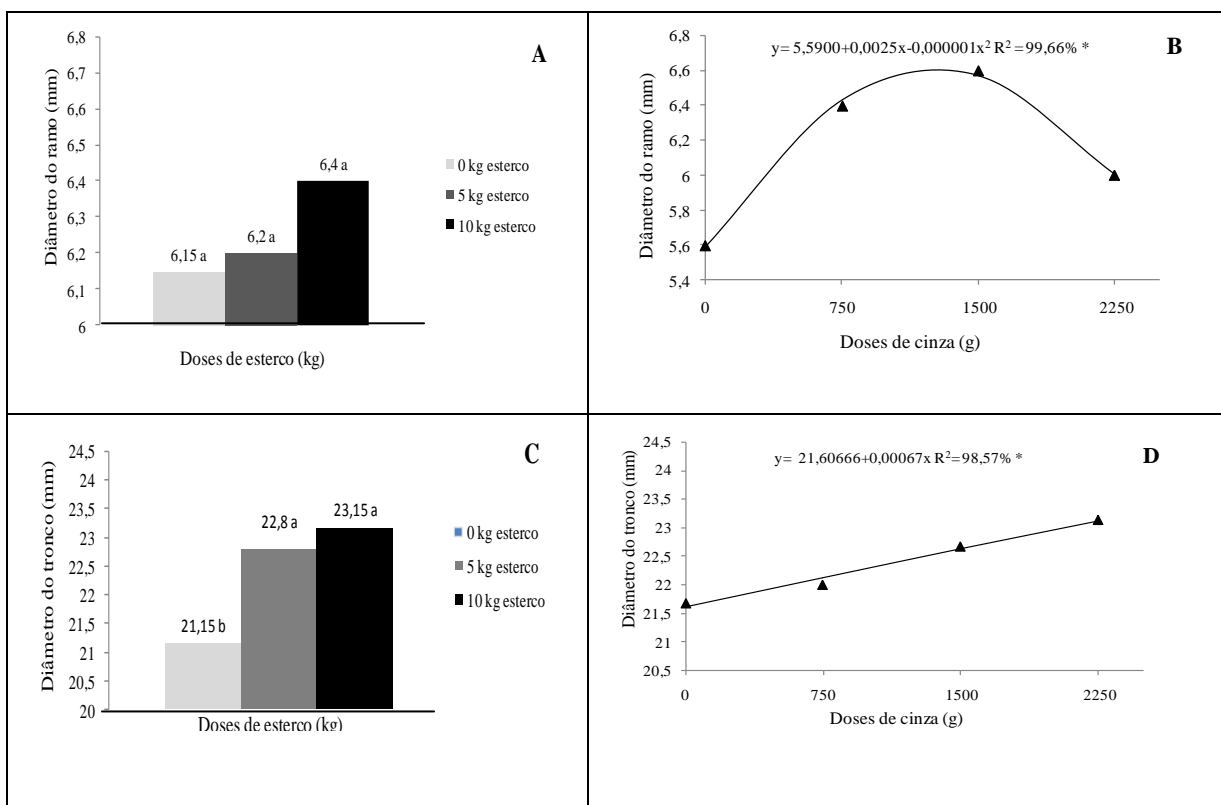 A
Diâmetro do ramo (mm)
6,8
6,7
6,6
6,5
6,4
6,3
6,2
6,1
6
6,15 a
6,2 a
6,4 a
0 kg esterco
5 kg esterco
10 kg esterco
Doses de esterco (kg)
B
y= 5,5900+0,0025x-0,000001x² R² =99,66% *
Diâmetro do ramo (mm)
6,8
6,6
6,4
6,2
6
5,8
5,6
5,4
0 750 1500 2250
Doses de cinza (g)
C
Diâmetro do tronco (mm)
24,5
24
23,5
23
22,5
22
21,5
21
20,5
20
21,15 b
22,8 a
23,15 a
0 kg esterco
5 kg esterco
10 kg esterco
Doses de esterco (kg)
D
y= 21,60666+0,00067x R²=98,57% *
Diâmetro do tronco (mm)
24,5
24
23,5
23
22,5
22
21,5
21
20,5
0 750 1500 2250
Doses de cinza (g)